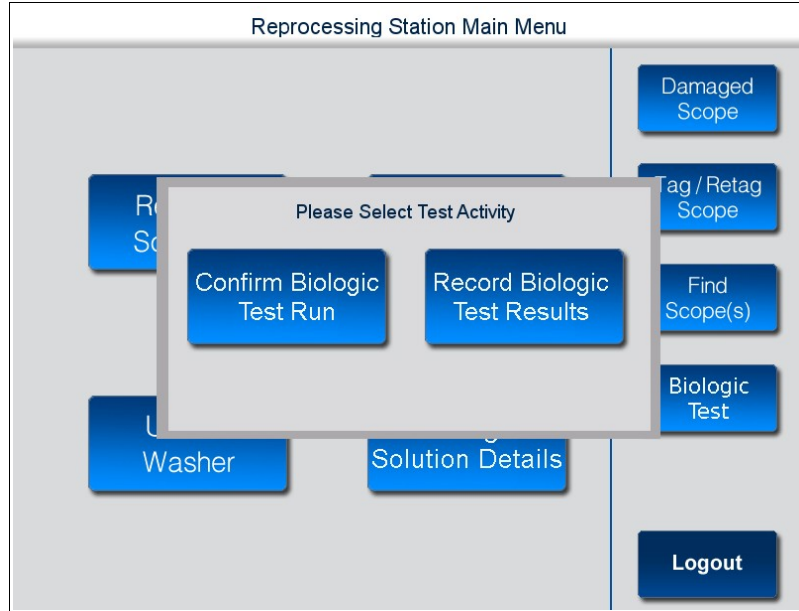 Reprocessing Station Main Menu
Damaged
Scope
Tag / Retag
Scope
Please Select Test Activity
Confirm Biologic
Test Run
Record Biologic
Test Results
Find
Scope(s)
Biologic
Test
Washer
Solution Details
Logout